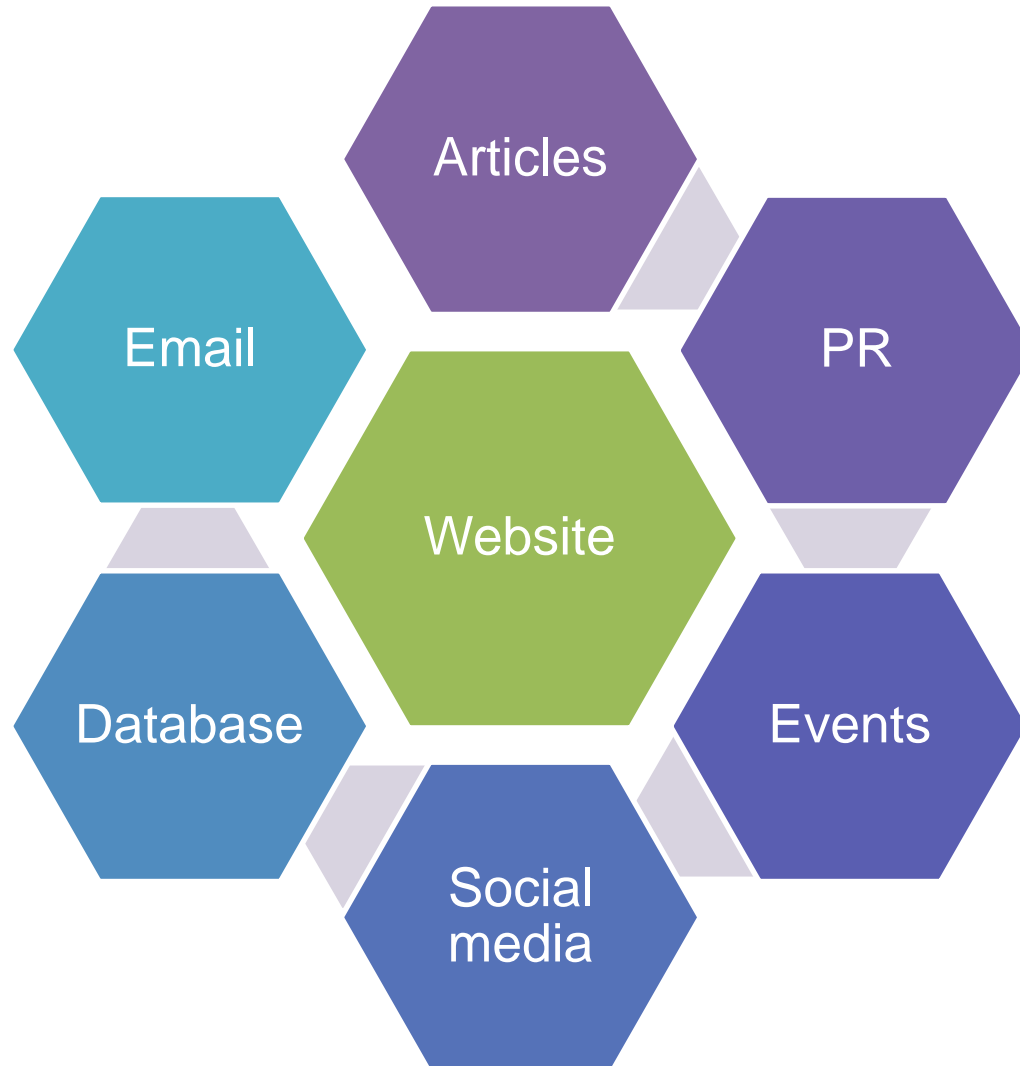 Articles
Email
PR
Website
Database
Events
Social
media